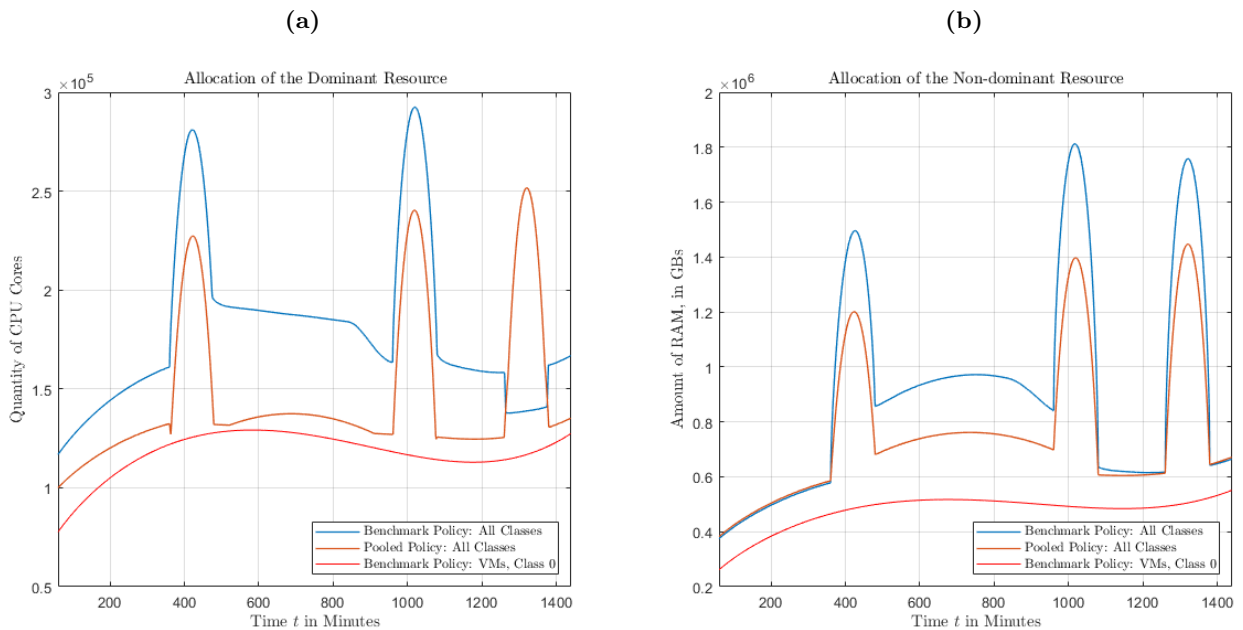 (a)
Allocation of the Dominant Resource
×10^5
3
2.5
2
1.5
1
0.5
Quantity of CPU Cores
200 400 600 800 1000 1200 1400
Time t in Minutes
Benchmark Policy: All Classes
Pooled Policy: All Classes
Benchmark Policy: VMs, Class 0
(b)
Allocation of the Non-dominant Resource
×10^6
2
1.8
1.6
1.4
1.2
1
0.8
0.6
0.4
0.2
Amount of RAM, in GBs
200 400 600 800 1000 1200 1400
Time t in Minutes
Benchmark Policy: All Classes
Pooled Policy: All Classes
Benchmark Policy: VMs, Class 0